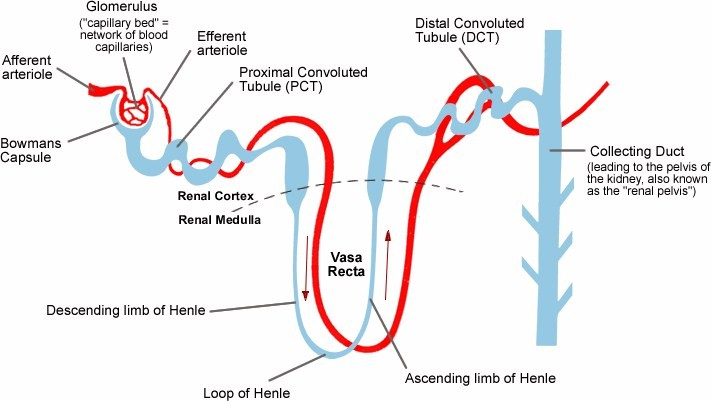 Glomerulus
("capillary bed" =
network of blood
capillaries)
Efferent
arteriole
Distal Convoluted
Tubule (DCT)
Afferent
arteriole
Proximal Convoluted
Tubule (PCT)
Bowmans
Capsule
Collecting Duct
(leading to the pelvis of
the kidney, also known
as the "renal pelvis")
Renal Cortex
Renal Medulla
Vasa
Recta
Descending limb of Henle
Ascending limb of Henle
Loop of Henle